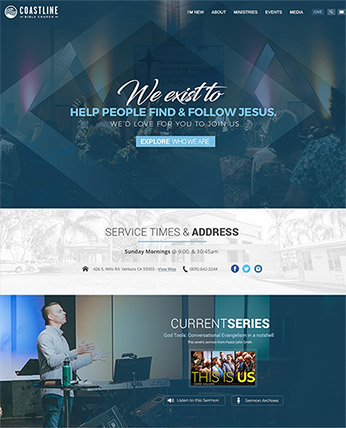 COASTLINE
BIBLE CHURCH
I'M NEW ABOUT MINISTRIES EVENTS MEDIA LIVE
We exist to
HELP PEOPLE FIND & FOLLOW JESUS.
WE'D LOVE FOR YOU TO JOIN US.
EXPLORE WHO WE ARE
SERVICE TIMES & ADDRESS
Sunday Mornings @ 9:00, & 10:45am
426 S. Mills Rd. Ventura CA 93003 - View Map (805) 642-3244
CURRENTSERIES
God Tools: Conversational Evangelism in a nutshell
This week's sermon from Pastor John Smith
THIS IS US
Listen to this Sermon Sermon Archives